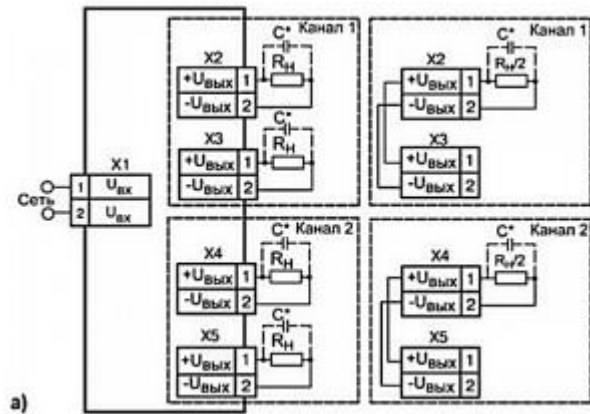 Канал 1
C*
X2
+Uвых 1
Rн
-Uвых 2
C*
X3
+Uвых 1
Rн
-Uвых 2
Канал 1
C*
X2
+Uвых 1
Rн/2
-Uвых 2
X3
+Uвых 1
-Uвых 2
X1
1 Uвх
Сеть
2 Uвх
Канал 2
C*
X4
+Uвых 1
Rн
-Uвых 2
C*
X5
+Uвых 1
Rн
-Uвых 2
Канал 2
C*
X4
+Uвых 1
Rн/2
-Uвых 2
X5
+Uвых 1
-Uвых 2
а)